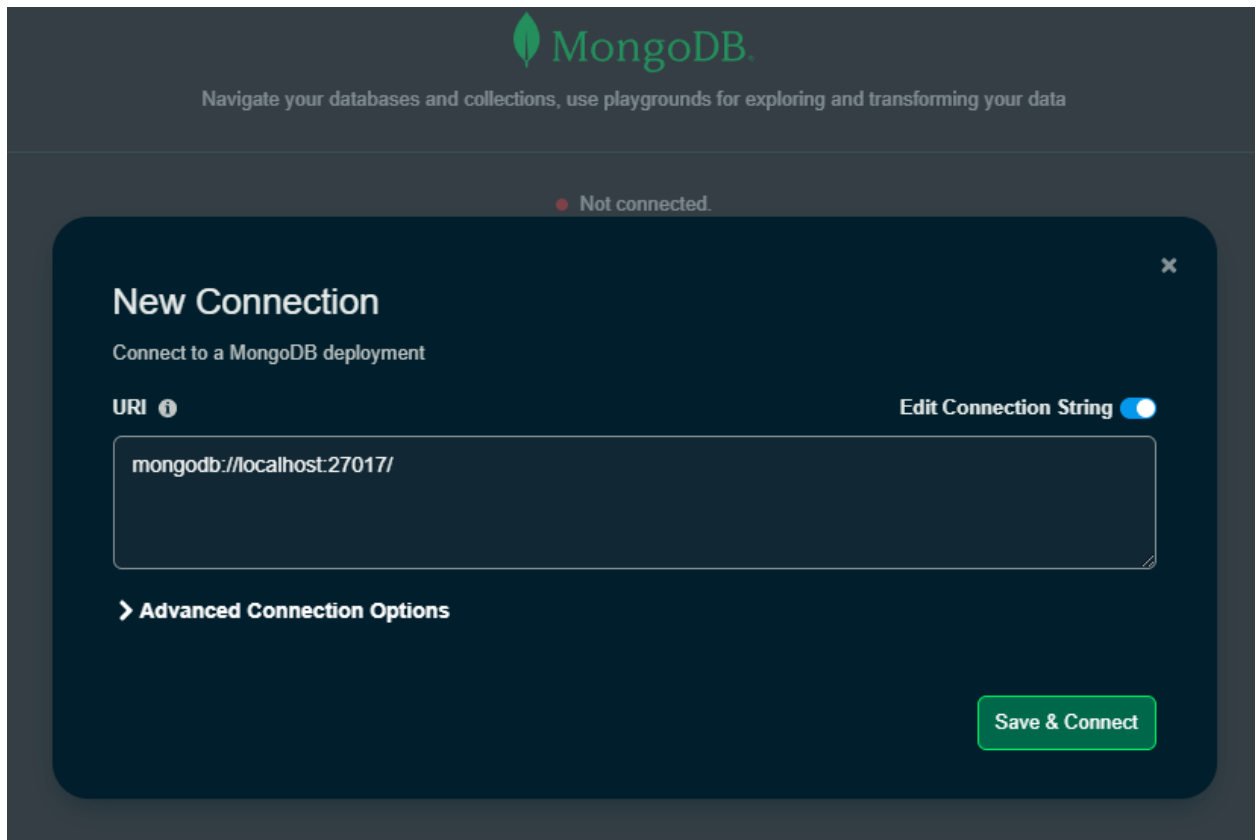 MongoDB.
Navigate your databases and collections, use playgrounds for exploring and transforming your data
Not connected.
New Connection
Connect to a MongoDB deployment
URI Edit Connection String
mongodb://localhost:27017/
Advanced Connection Options
Save & Connect